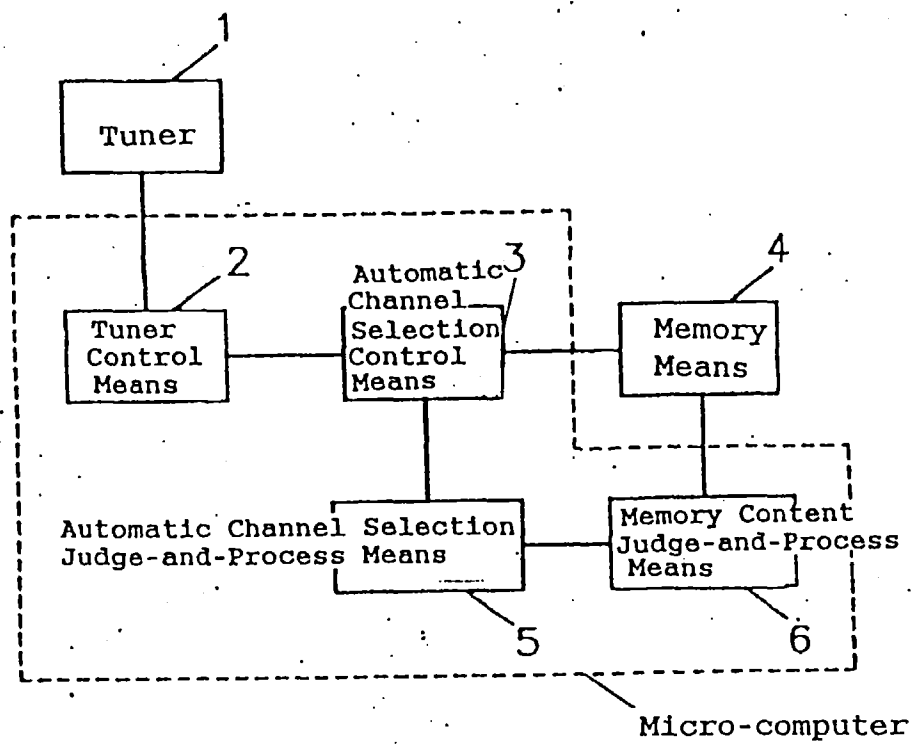 1
Tuner
2
Tuner
Control
Means
Automatic
Channel
Selection
Control
Means
3
4
Memory
Means
Automatic Channel Selection
Judge-and-Process Means
5
Memory Content
Judge-and-Process
Means
6
Micro-computer